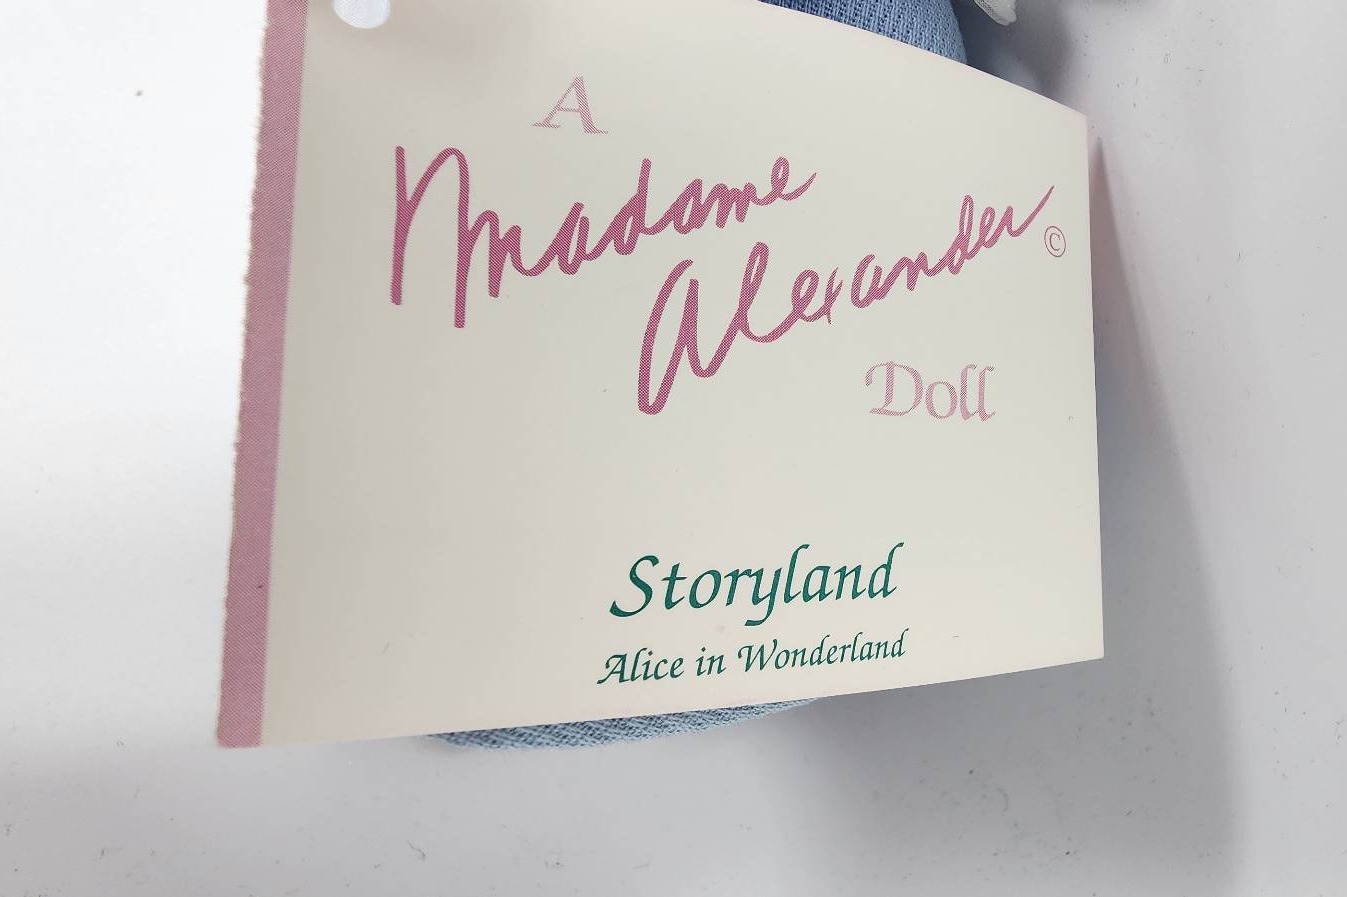 A
Madame
Alexander ©
Doll
Storyland
Alice in Wonderland